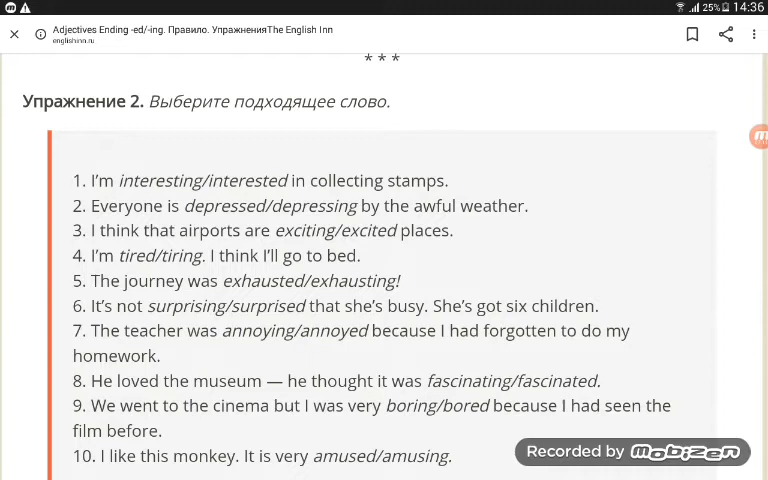 25% 14:36
Adjectives Ending -ed/-ing. Правило. УпражненияThe English Inn
englishinn.ru
* * *
Упражнение 2. Выберите подходящее слово.
1. I’m interesting/interested in collecting stamps.
2. Everyone is depressed/depressing by the awful weather.
3. I think that airports are exciting/excited places.
4. I’m tired/tiring. I think I’ll go to bed.
5. The journey was exhausted/exhausting!
6. It’s not surprising/surprised that she’s busy. She’s got six children.
7. The teacher was annoying/annoyed because I had forgotten to do my
homework.
8. He loved the museum — he thought it was fascinating/fascinated.
9. We went to the cinema but I was very boring/bored because I had seen the
film before.
10. I like this monkey. It is very amused/amusing.
Recorded by mobizen